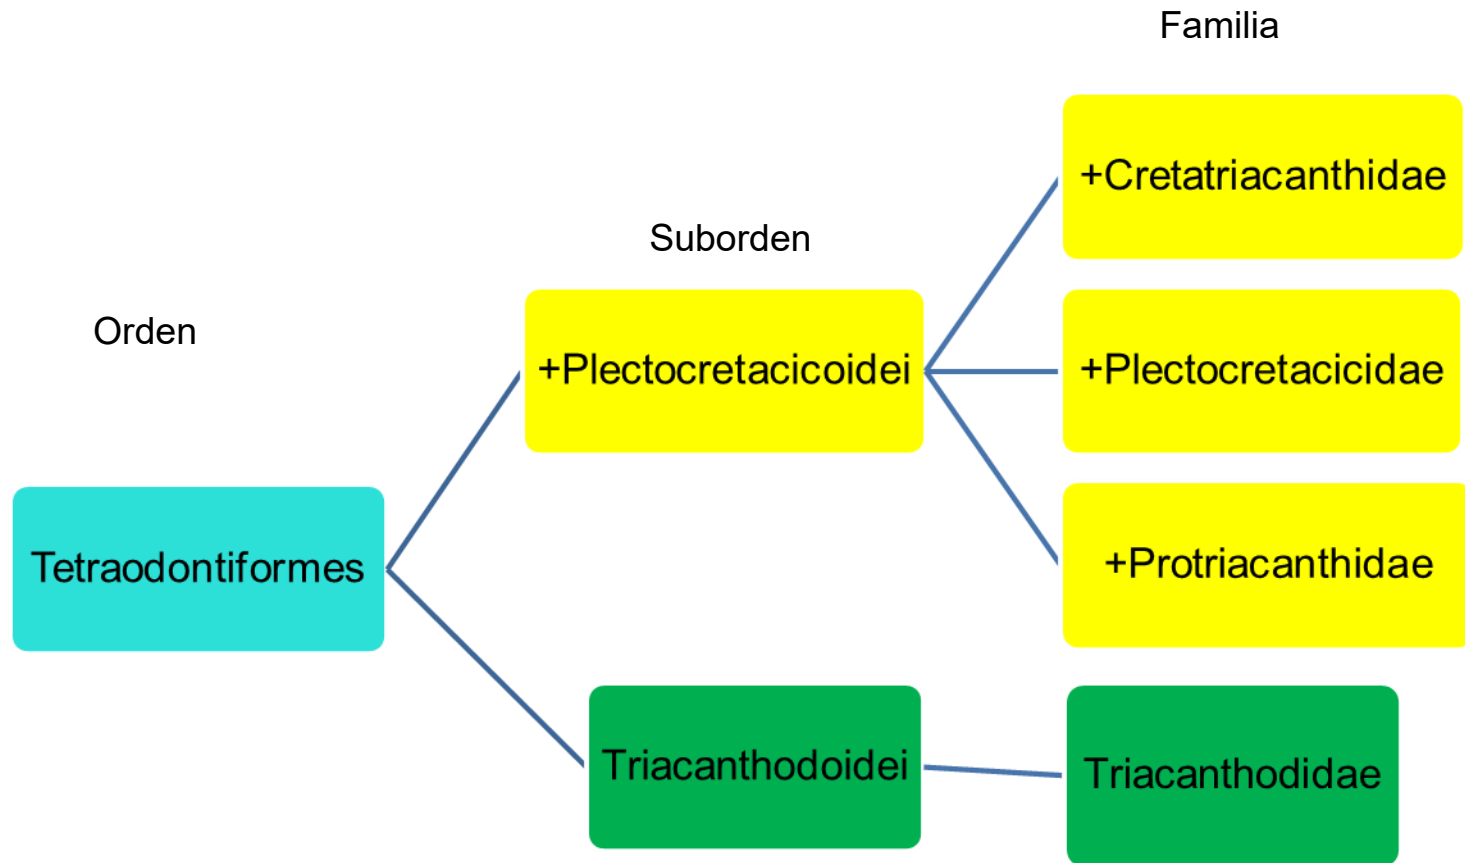 Familia
+Cretatriacanthidae
Suborden
Orden
+Plectocretacicoidei
+Plectocretacicidae
Tetraodontiformes
+Protriacanthidae
Triacanthodoidei
Triacanthodidae